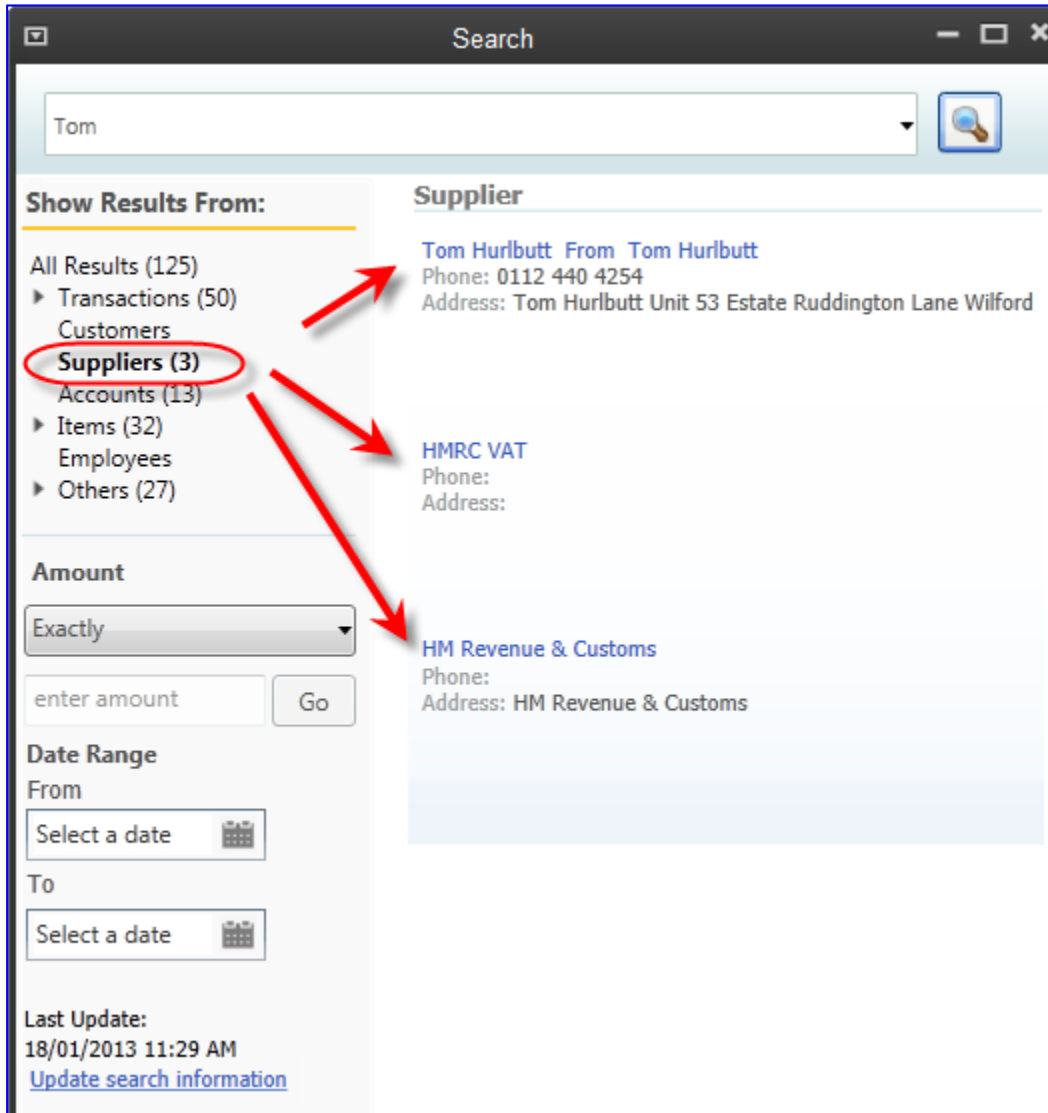 Search
Tom
Show Results From:
All Results (125)
Transactions (50)
Customers
Suppliers (3)
Accounts (13)
Items (32)
Employees
Others (27)
Amount
Exactly
enter amount
Go
Date Range
From
Select a date
To
Select a date
Last Update:
18/01/2013 11:29 AM
Update search information
Supplier
Tom Hurlbutt From Tom Hurlbutt
Phone: 0112 440 4254
Address: Tom Hurlbutt Unit 53 Estate Ruddington Lane Wilford
HMRC VAT
Phone:
Address:
HM Revenue & Customs
Phone:
Address: HM Revenue & Customs